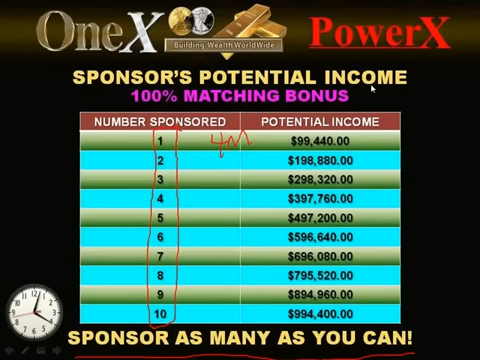 OneX
Building Wealth WorldWide
PowerX
SPONSOR'S POTENTIAL INCOME
100% MATCHING BONUS
NUMBER SPONSORED POTENTIAL INCOME
1 4M $99,440.00
2 $198,880.00
3 $298,320.00
4 $397,760.00
5 $497,200.00
6 $596,640.00
7 $696,080.00
8 $795,520.00
9 $894,960.00
10 $994,400.00
SPONSOR AS MANY AS YOU CAN!